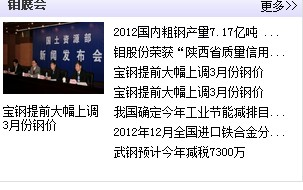 钼展会
更多>>
国土资源部
新闻发布会
宝钢提前大幅上调
3月份钢价
2012国内粗钢产量7.17亿吨 ...
钼股份荣获“陕西省质量信用...
宝钢提前大幅上调3月份钢价
宝钢提前大幅上调3月份钢价
我国确定今年工业节能减排目...
2012年12月全国进口铁合金分...
武钢预计今年减税7300万